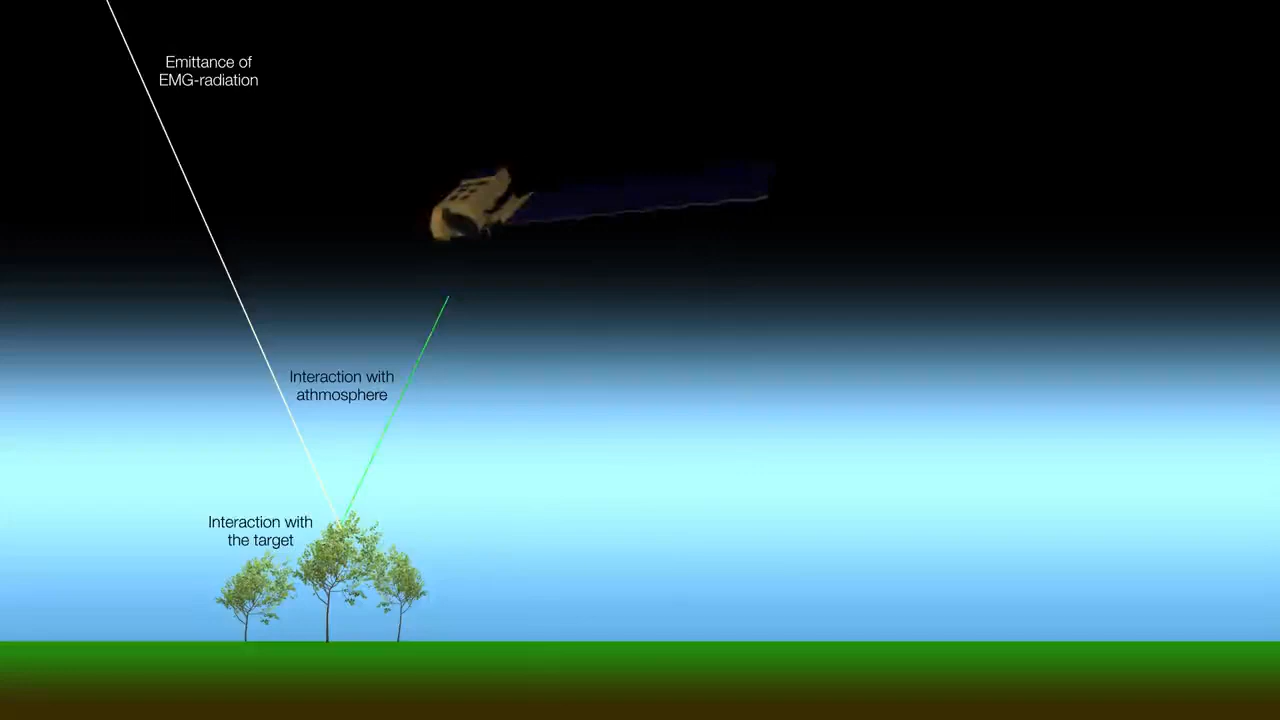 Emittance of
EMG-radiation
Interaction with
athmosphere
Interaction with
the target